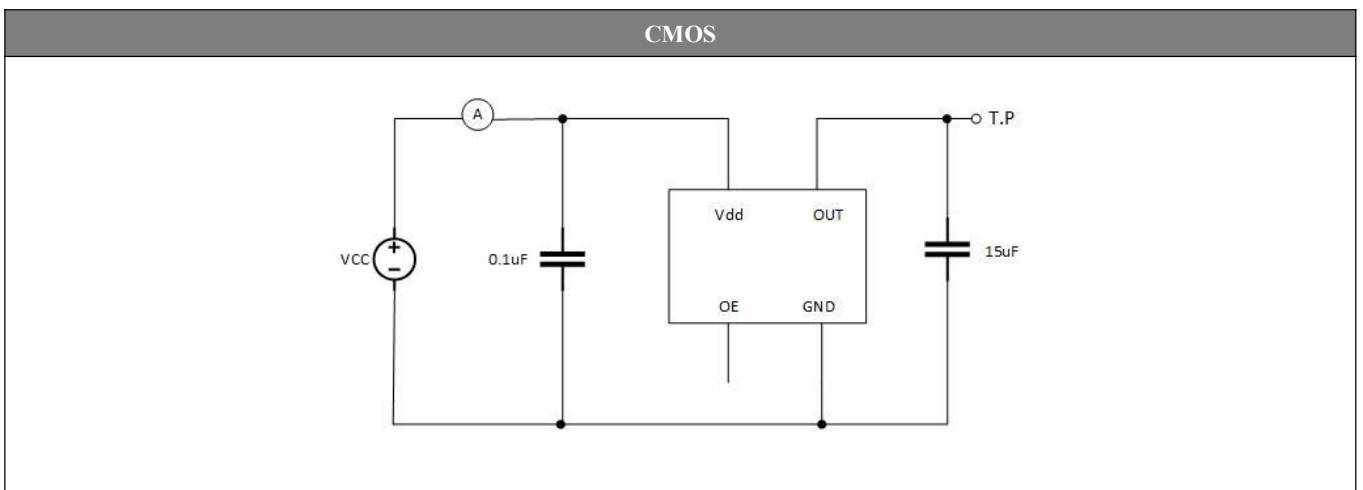 CMOS
A
T.P
Vdd OUT
VCC
+
-
0.1uF
15uF
OE GND